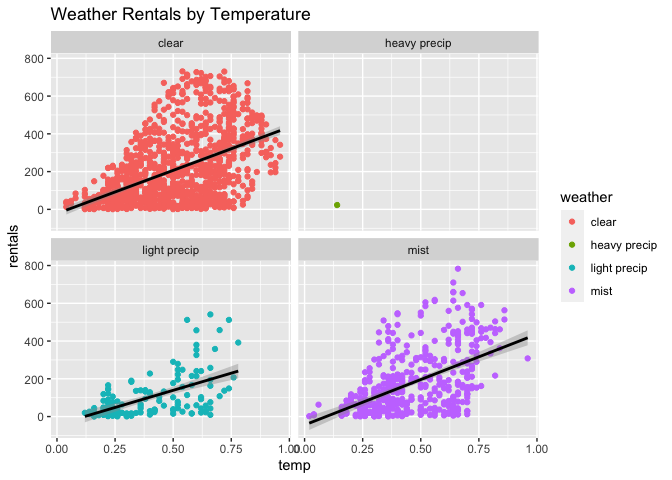 Weather Rentals by Temperature
clear
heavy precip
800
600
400
200
0
rentals
light precip
mist
800
600
400
200
0
0.00 0.25 0.50 0.75 1.00
0.00 0.25 0.50 0.75 1.00
temp
weather
clear
heavy precip
light precip
mist